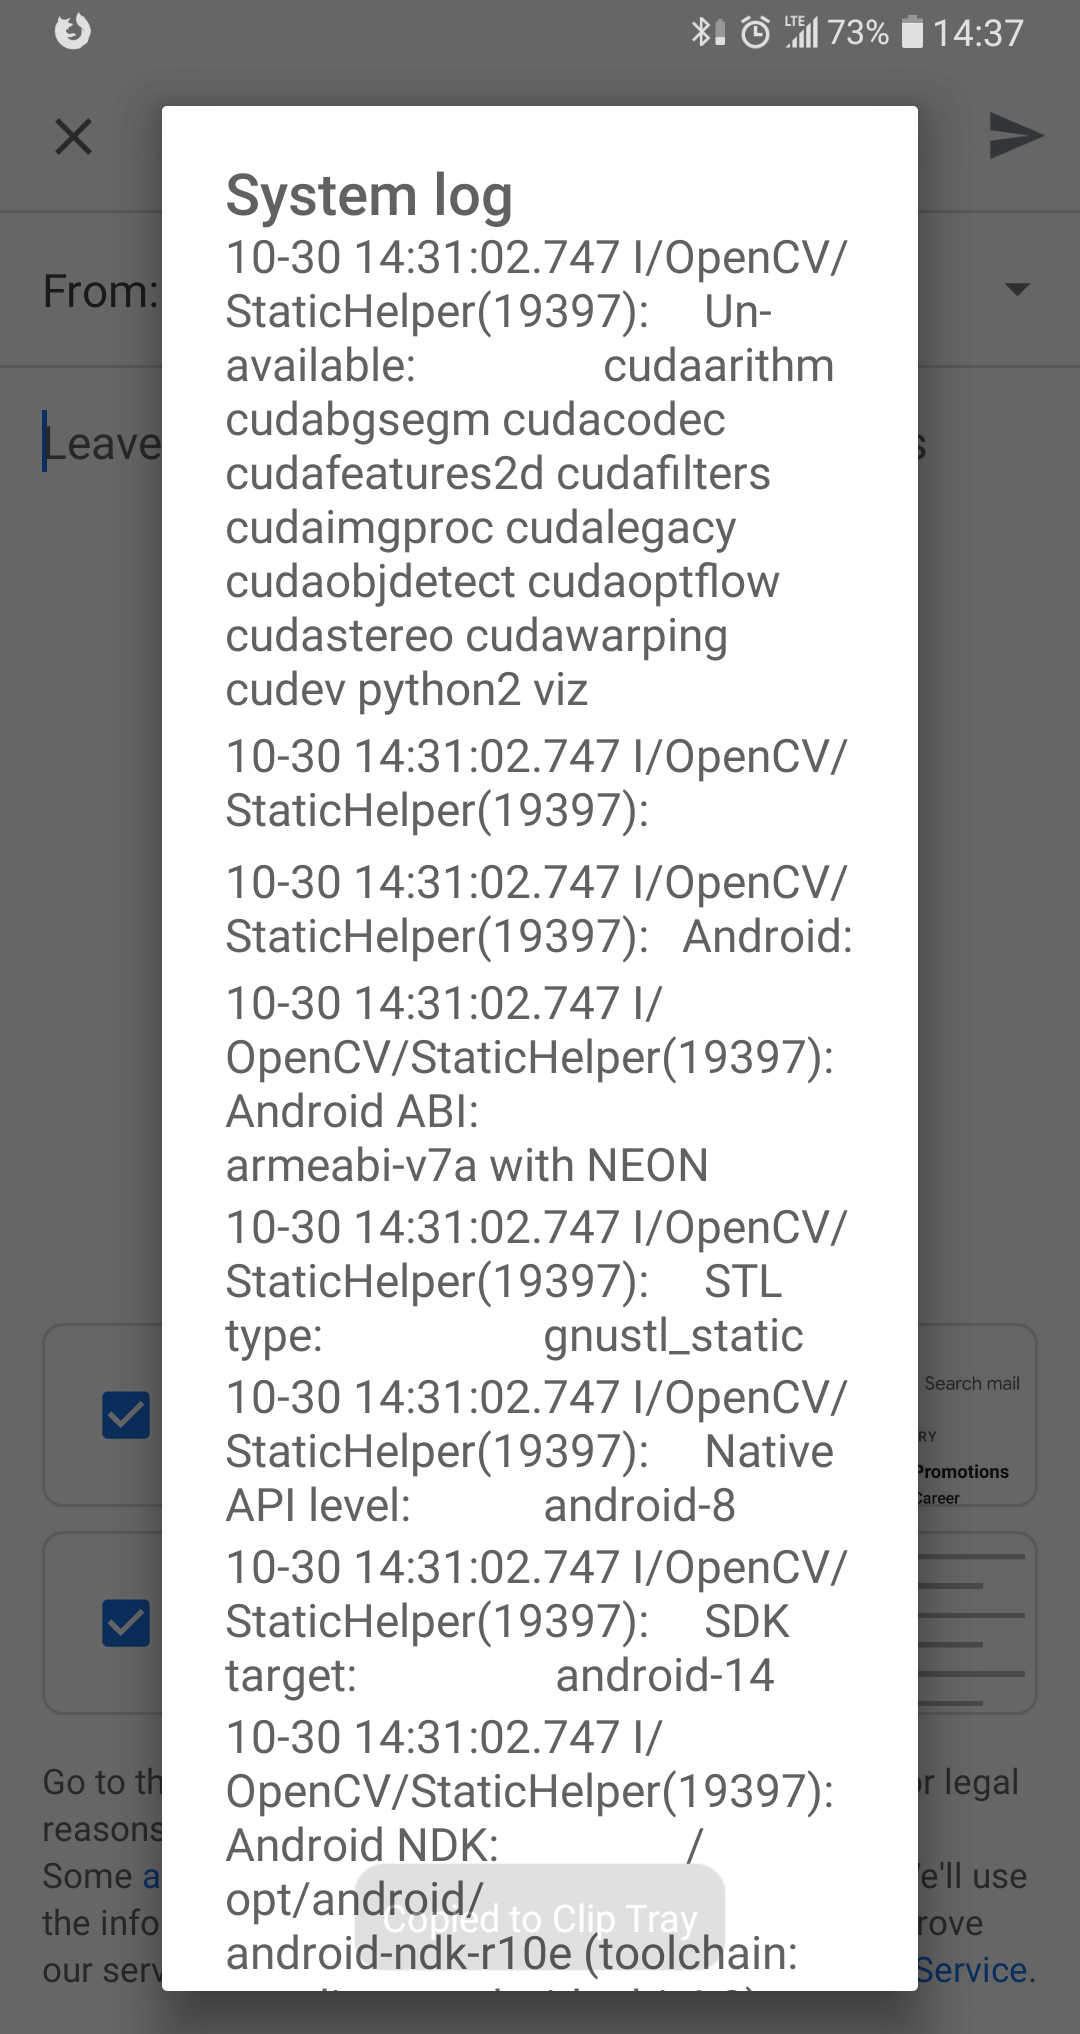 LTE 73% 14:37
System log
10-30 14:31:02.747 I/OpenCV/
StaticHelper(19397): Un-
available: cudaarithm
cudabgsegm cudacodec
cudafeatures2d cudafilters
cudaimgproc cudalegacy
cudaobjdetect cudaoptflow
cudastereo cudawarping
cudev python2 viz
10-30 14:31:02.747 I/OpenCV/
StaticHelper(19397):
10-30 14:31:02.747 I/OpenCV/
StaticHelper(19397): Android:
10-30 14:31:02.747 I/
OpenCV/StaticHelper(19397):
Android ABI:
armeabi-v7a with NEON
10-30 14:31:02.747 I/OpenCV/
StaticHelper(19397): STL
type: gnustl_static
10-30 14:31:02.747 I/OpenCV/
StaticHelper(19397): Native
API level: android-8
10-30 14:31:02.747 I/OpenCV/
StaticHelper(19397): SDK
target: android-14
10-30 14:31:02.747 I/
OpenCV/StaticHelper(19397):
Android NDK: /
opt/android/
android-ndk-r10e (toolchain:
Copied to Clip Tray
From:
Leave
Search mail
Promotions
Career
Go to th
r legal
reasons
Some a
e'll use
the info
rove
our serv
Service.